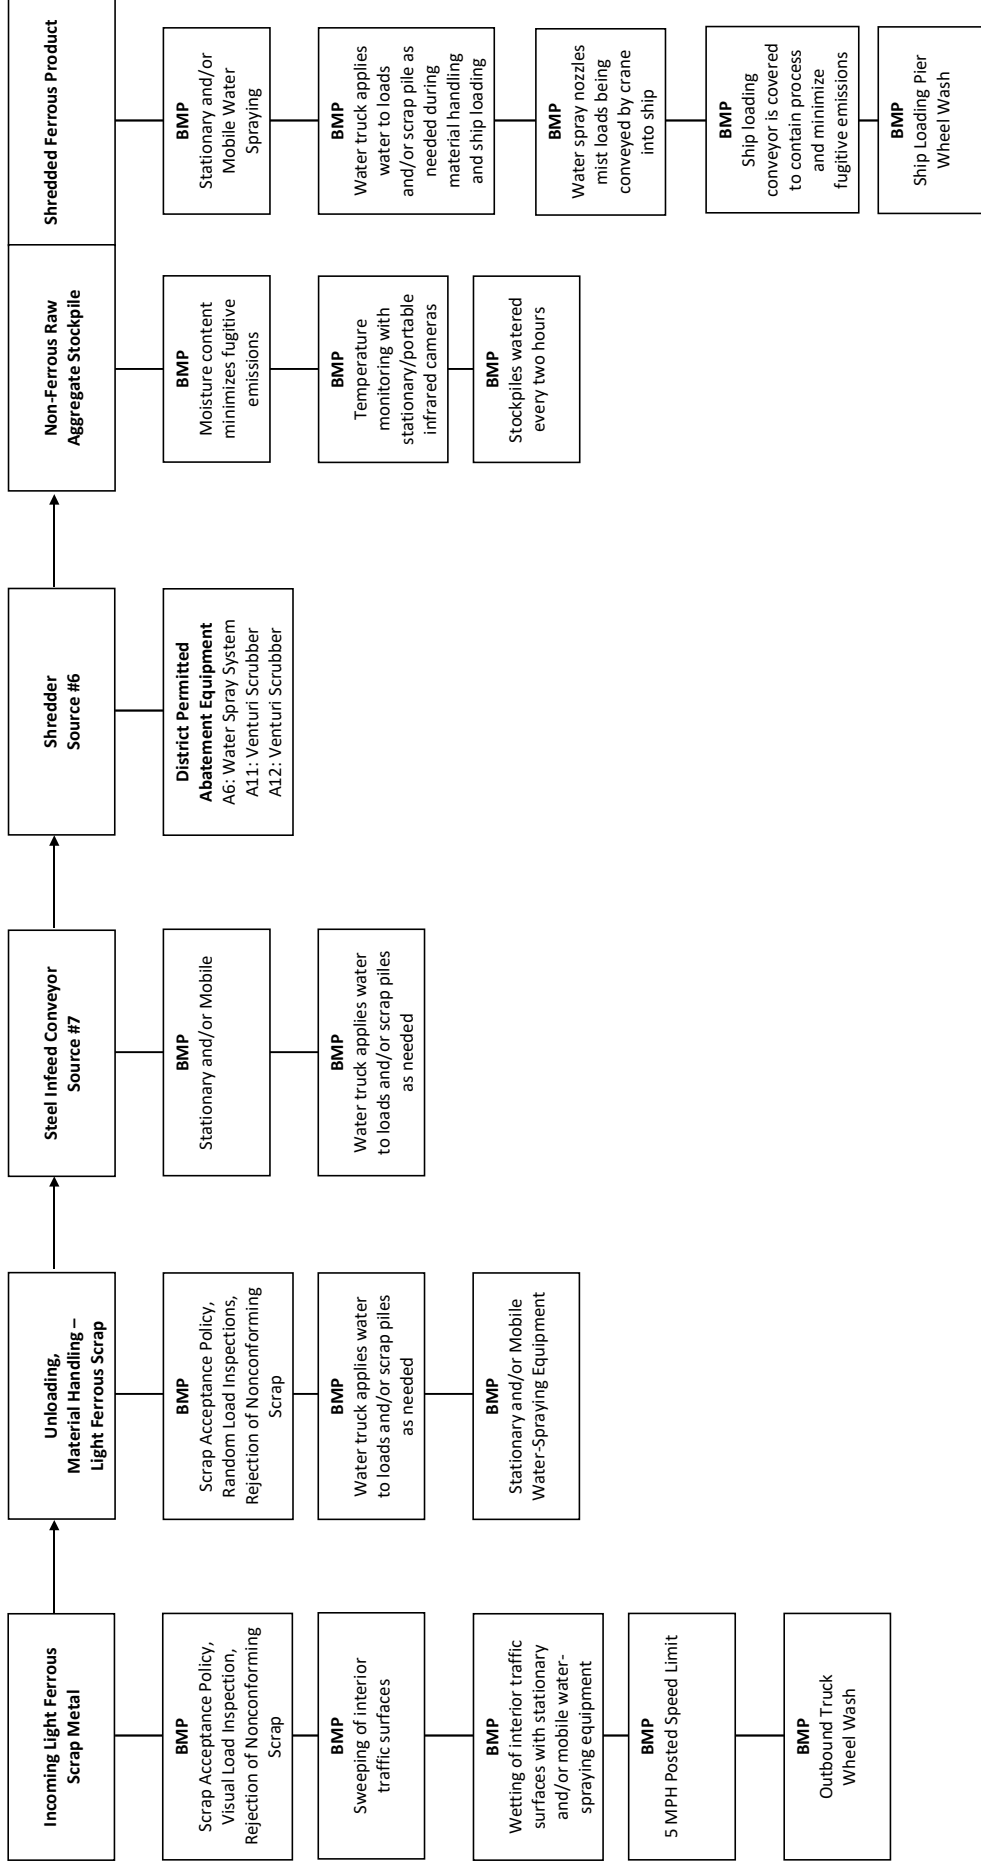 Incoming Light Ferrous
Scrap Metal
BMP
Scrap Acceptance Policy,
Visual Load Inspection,
Rejection of Nonconforming
Scrap
BMP
Sweeping of interior
traffic surfaces
BMP
Wetting of interior traffic
surfaces with stationary
and/or mobile water-
spraying equipment
BMP
5 MPH Posted Speed Limit
BMP
Outbound Truck
Wheel Wash
Unloading,
Material Handling –
Light Ferrous Scrap
BMP
Scrap Acceptance Policy,
Random Load Inspections,
Rejection of Nonconforming
Scrap
BMP
Water truck applies water
to loads and/or scrap piles
as needed
BMP
Stationary and/or Mobile
Water-Spraying Equipment
Steel Infeed Conveyor
Source #7
BMP
Stationary and/or Mobile
BMP
Water truck applies water
to loads and/or scrap piles
as needed
Shredder
Source #6
District Permitted
Abatement Equipment
A6: Water Spray System
A11: Venturi Scrubber
A12: Venturi Scrubber
Non-Ferrous Raw
Aggregate Stockpile
BMP
Moisture content
minimizes fugitive
emissions
BMP
Temperature
monitoring with
stationary/portable
infrared cameras
BMP
Stockpiles watered
every two hours
Shredded Ferrous Product
BMP
Stationary and/or
Mobile Water
Spraying
BMP
Water truck applies
water to loads
and/or scrap pile as
needed during
material handling
and ship loading
BMP
Water spray nozzles
mist loads being
conveyed by crane
into ship
BMP
Ship loading
conveyor is covered
to contain process
and minimize
fugitive emissions
BMP
Ship Loading Pier
Wheel Wash